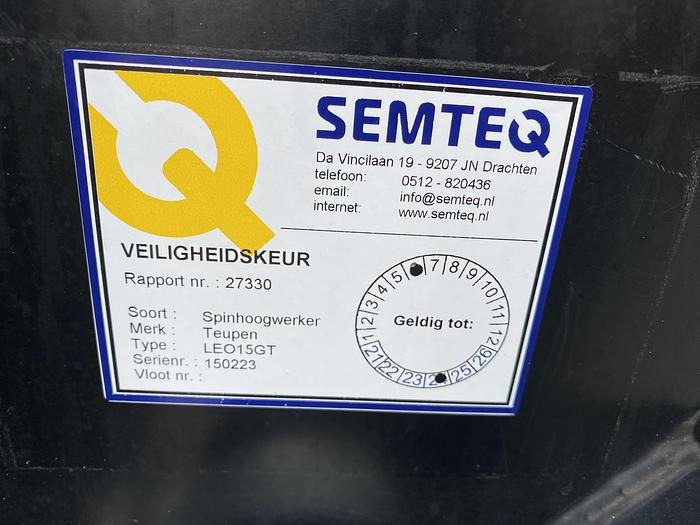 SEMTEQ
Da Vincilaan 19 - 9207 JN Drachten
telefoon: 0512 - 820436
email: info@semteq.nl
internet: www.semteq.nl
VEILIGHEIDSKEUR
Rapport nr. : 27330
Soort : Spinhoogwerker
Merk : Teupen
Type : LEO15GT
Serienr. : 150223
Vloot nr. :
1 2 3 4 5 7 8 9 10 11 12
Geldig tot:
21 22 23 25 26